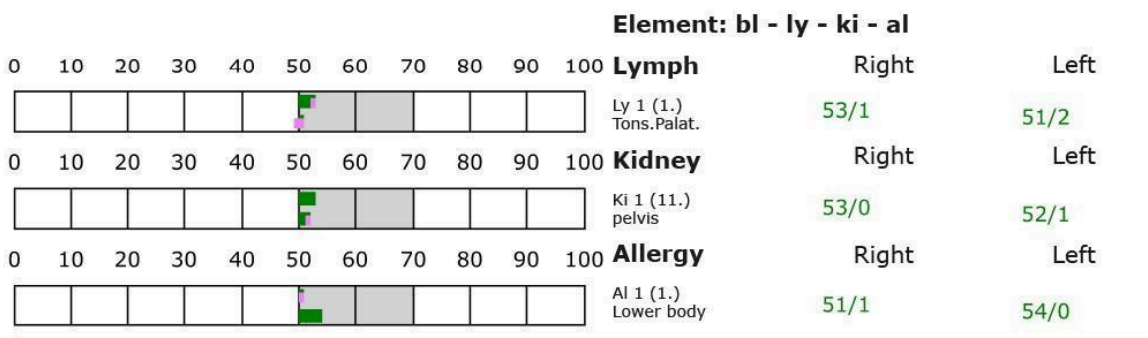 Element: bl - ly - ki - al
0 10 20 30 40 50 60 70 80 90 100 Lymph Right Left
Ly 1 (1.) 53/1 51/2
Tons.Palat.
0 10 20 30 40 50 60 70 80 90 100 Kidney Right Left
Ki 1 (11.) 53/0 52/1
pelvis
0 10 20 30 40 50 60 70 80 90 100 Allergy Right Left
Al 1 (1.) 51/1 54/0
Lower body